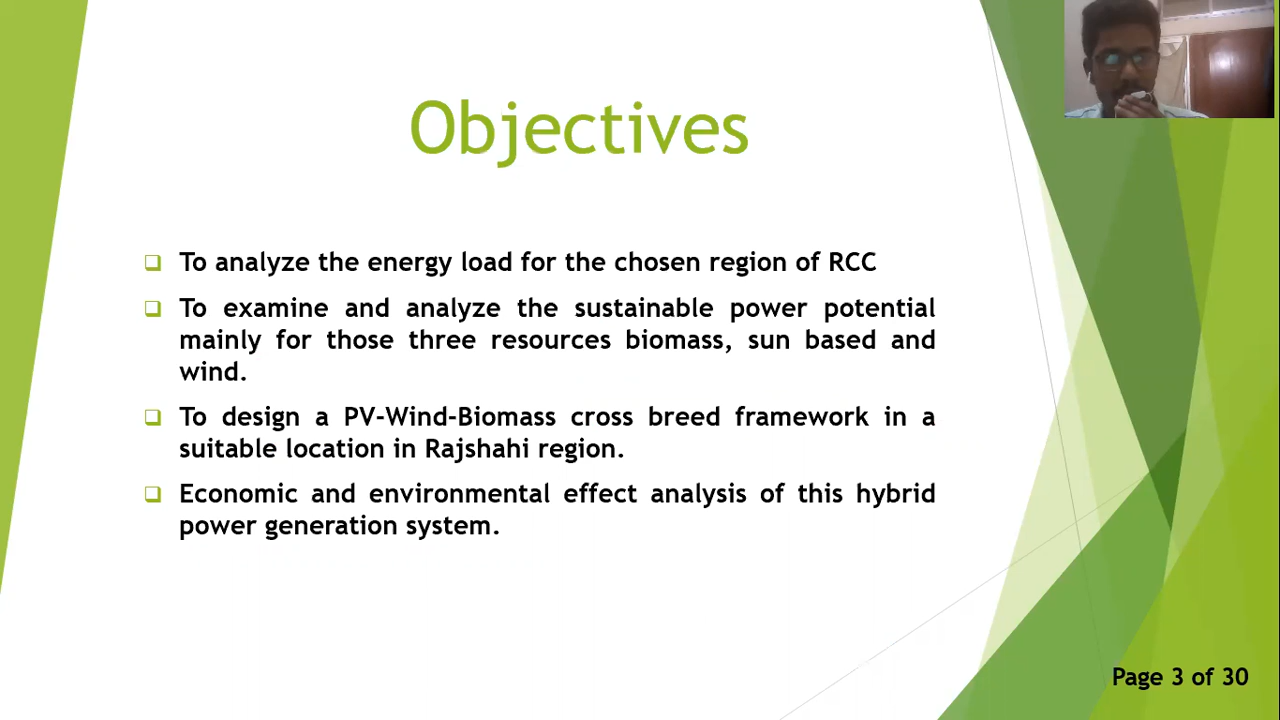 Objectives
To analyze the energy load for the chosen region of RCC
To examine and analyze the sustainable power potential
mainly for those three resources biomass, sun based and
wind.
To design a PV-Wind-Biomass cross breed framework in a
suitable location in Rajshahi region.
Economic and environmental effect analysis of this hybrid
power generation system.
Page 3 of 30